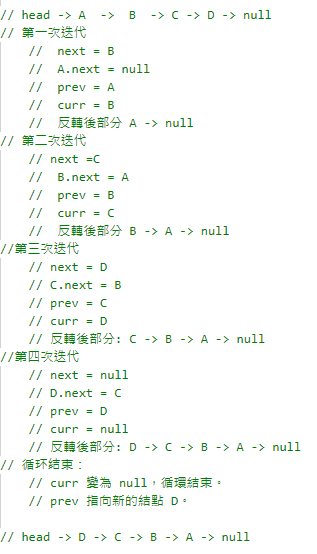 // head -> A  ->  B  -> C -> D -> null
// 第一次迭代
    //  next = B
    //  A.next = null
    //  prev = A
    //  curr = B
    //  反轉後部分 A -> null
// 第二次迭代
    // next =C
    //  B.next = A
    //  prev = B
    //  curr = C
    //  反轉後部分 B -> A -> null
//第三次迭代
    // next = D
    // C.next = B
    // prev = C
    // curr = D
    // 反轉後部分: C -> B -> A -> null
//第四次迭代
    // next = null
    // D.next = C
    // prev = D
    // curr = null
    // 反轉後部分: D -> C -> B -> A -> null
// 循环結束：
    // curr 變為 null，循環結束。
    // prev 指向新的結點 D。
// head -> D -> C -> B -> A -> null